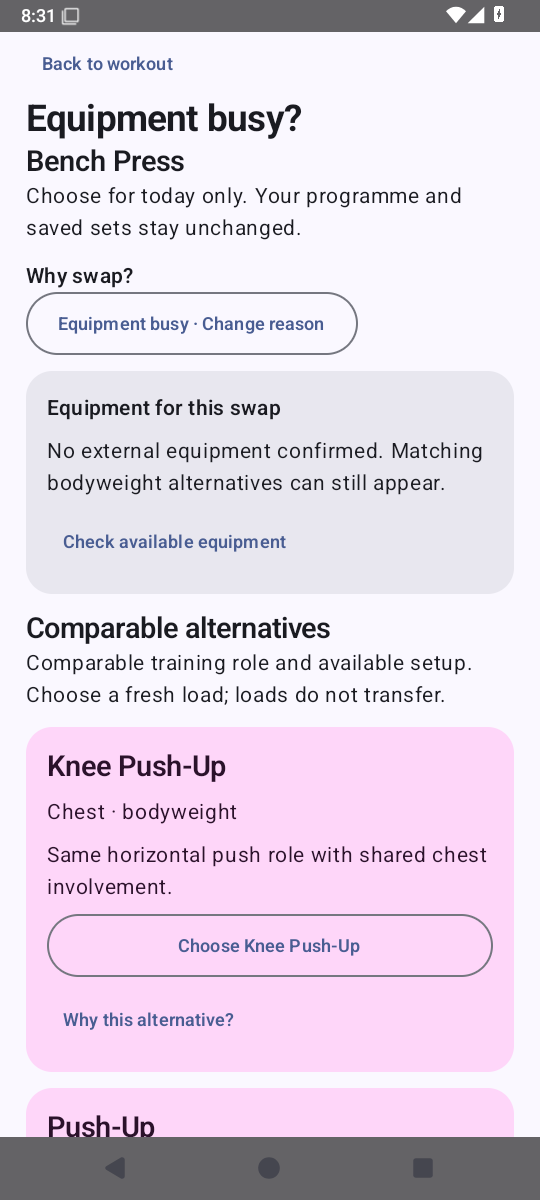 8:31
Back to workout
Equipment busy?
Bench Press
Choose for today only. Your programme and
saved sets stay unchanged.
Why swap?
Equipment busy · Change reason
Equipment for this swap
No external equipment confirmed. Matching
bodyweight alternatives can still appear.
Check available equipment
Comparable alternatives
Comparable training role and available setup.
Choose a fresh load; loads do not transfer.
Knee Push-Up
Chest · bodyweight
Same horizontal push role with shared chest
involvement.
Choose Knee Push-Up
Why this alternative?
Push-Up